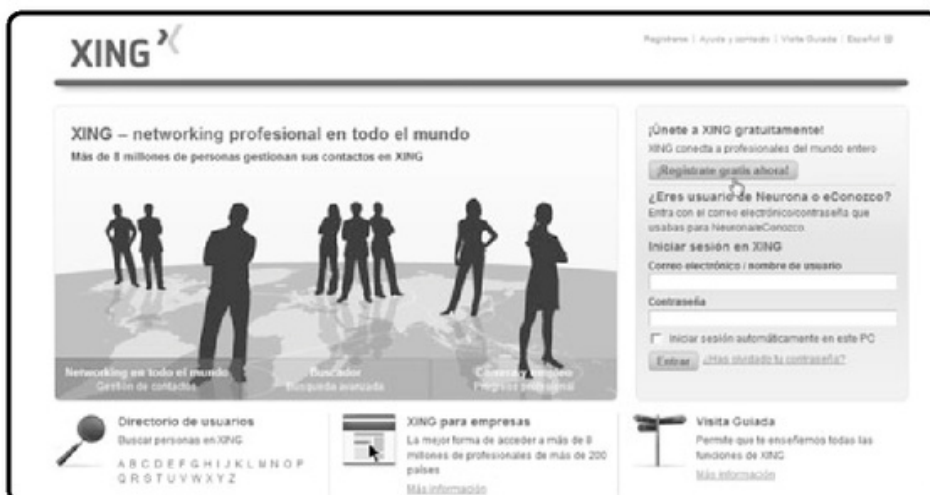 XING
Regístrese | Ayuda y contacto | Visita Guiada | Español
XING – networking profesional en todo el mundo
Más de 8 millones de personas gestionan sus contactos en XING
Networking en todo el mundo
Gestión de contactos
Buscador
Búsqueda avanzada
Carrera y empleo
Progreso profesional
¡Únete a XING gratuitamente!
XING conecta a profesionales del mundo entero
¡Regístrate gratis ahora!
¿Eres usuario de Neurona o eConozco?
Entra con el correo electrónico/contraseña que
usabas para Neurona/eConozco
Iniciar sesión en XING
Correo electrónico / nombre de usuario
Contraseña
Iniciar sesión automáticamente en este PC
Entrar ¿Has olvidado tu contraseña?
Directorio de usuarios
Buscar personas en XING
A B C D E F G H I J K L M N O P
Q R S T U V W X Y Z
XING para empresas
La mejor forma de acceder a más de 8
millones de profesionales de más de 200
países
Más información
Visita Guiada
Permite que te enseñemos todas las
funciones de XING
Más información